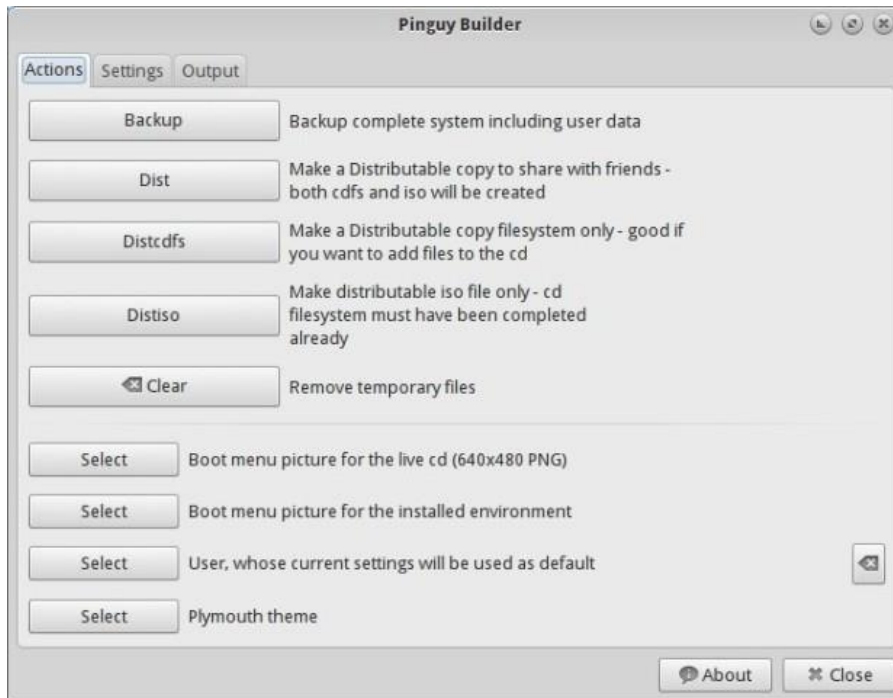 Pinguy Builder
Actions Settings Output
Backup Backup complete system including user data
Dist Make a Distributable copy to share with friends -
both cdfs and iso will be created
Distcdfs Make a Distributable copy filesystem only - good if
you want to add files to the cd
Distiso Make distributable iso file only - cd
filesystem must have been completed
already
Clear Remove temporary files
Select Boot menu picture for the live cd (640x480 PNG)
Select Boot menu picture for the installed environment
Select User, whose current settings will be used as default
Select Plymouth theme
About Close